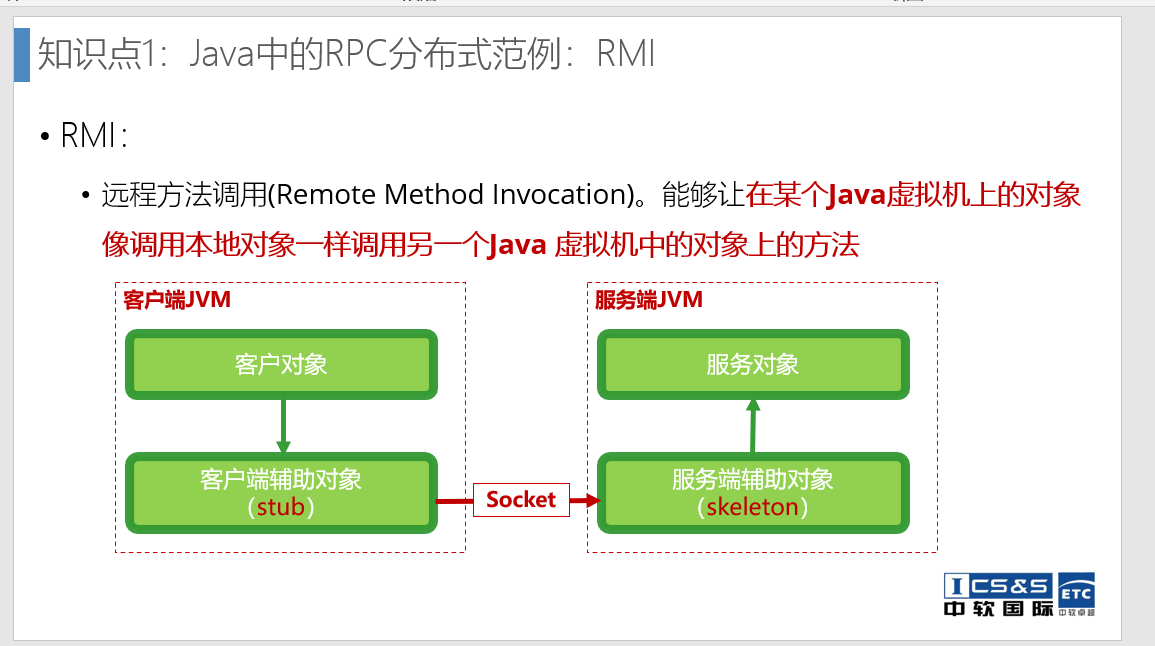 知识点1：Java中的RPC分布式范例：RMI
• RMI：
• 远程方法调用(Remote Method Invocation)。能够让在某个Java虚拟机上的对象
像调用本地对象一样调用另一个Java 虚拟机中的对象上的方法
客户端JVM
客户对象
客户端辅助对象
（stub）
Socket
服务端JVM
服务对象
服务端辅助对象
（skeleton）
ICS&S
中软国际
ETC
中软卓越